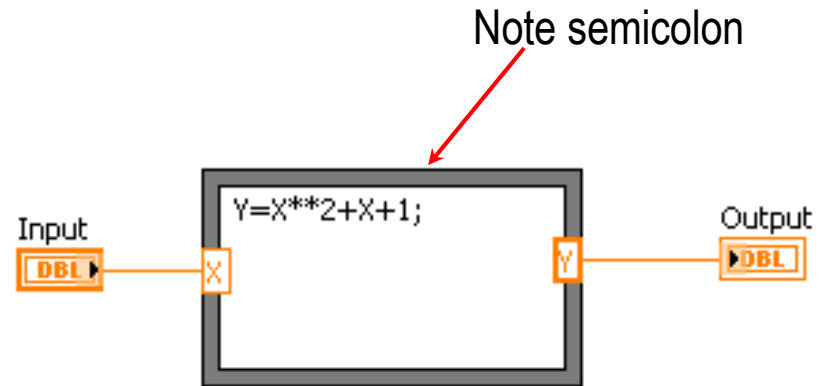 Note semicolon
Y=X**2+X+1;
Input
Output
DBL
X
Y
DBL